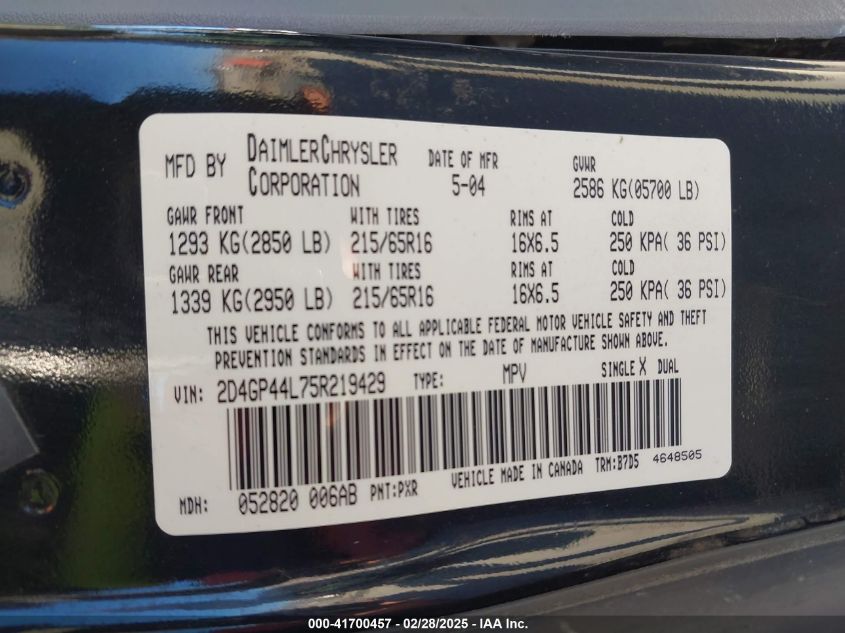 MFD BY DAIMLERCHRYSLER CORPORATION DATE OF MFR 5-04 GVWR 2586 KG(05700 LB)
GAWR FRONT WITH TIRES RIMS AT COLD
1293 KG(2850 LB) 215/65R16 16X6.5 250 KPA( 36 PSI)
GAWR REAR WITH TIRES RIMS AT COLD
1339 KG(2950 LB) 215/65R16 16X6.5 250 KPA( 36 PSI)
THIS VEHICLE CONFORMS TO ALL APPLICABLE FEDERAL MOTOR VEHICLE SAFETY AND THEFT
PREVENTION STANDARDS IN EFFECT ON THE DATE OF MANUFACTURE SHOWN ABOVE.
VIN: 2D4GP44L75R219429 TYPE: MPV SINGLE X DUAL
MDH: 052820 006AB PNT:PXR VEHICLE MADE IN CANADA TRM:B7D5 4648505
000-41700457 - 02/28/2025 - IAA Inc.